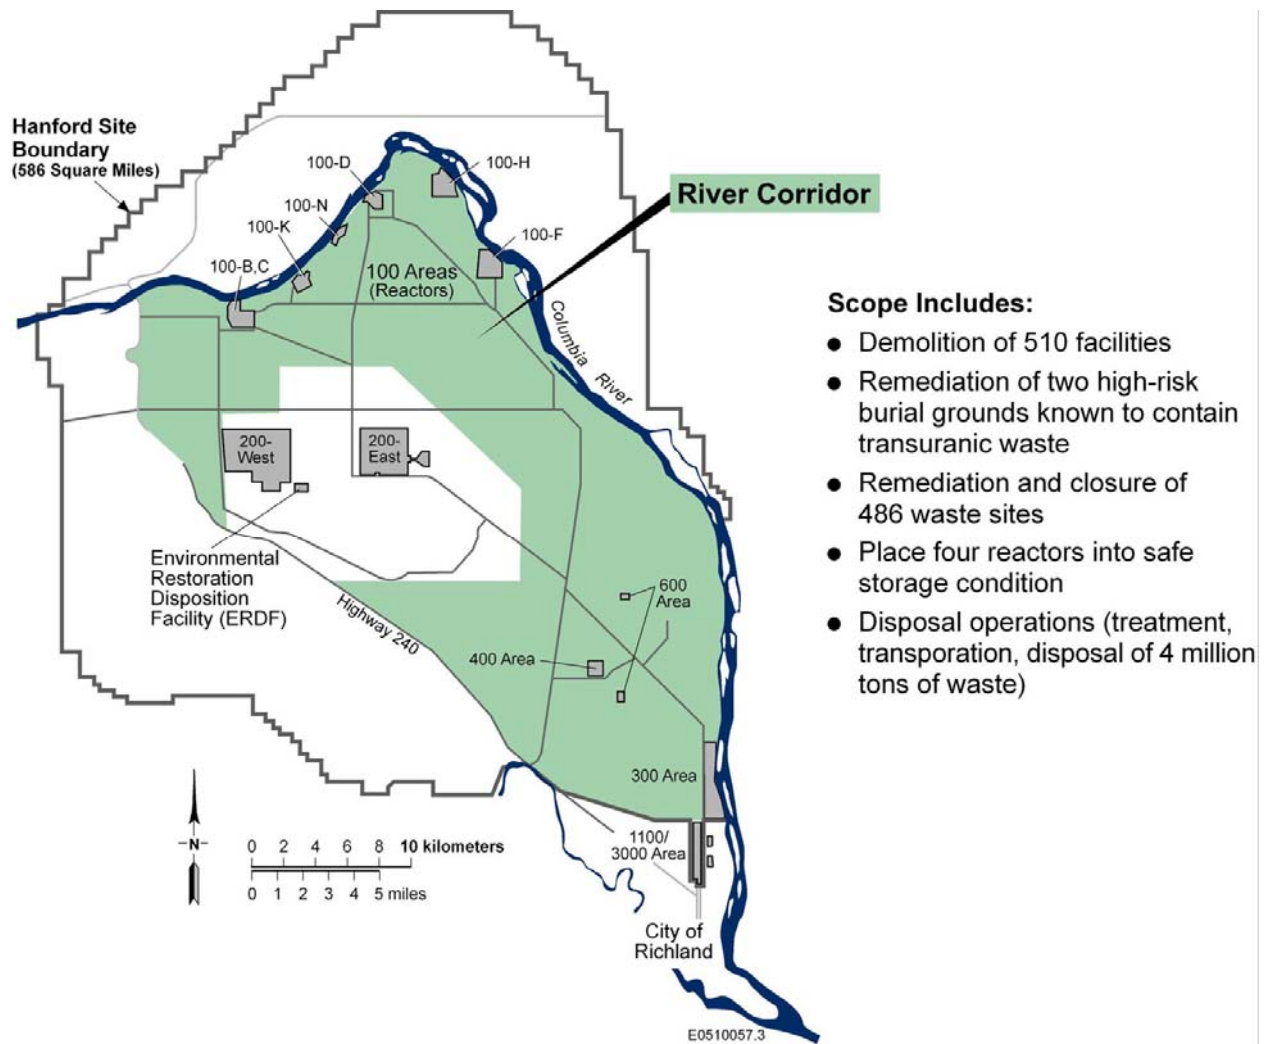 Hanford Site
Boundary
(586 Square Miles)
100-D
100-H
River Corridor
100-N
100-K
100-F
100-B,C
100 Areas
(Reactors)
Columbia River
200-
West
200-
East
Environmental
Restoration
Disposition
Facility (ERDF)
Highway 240
600
Area
400 Area
300 Area
1100/
3000 Area
City of
Richland
N
0 2 4 6 8 10 kilometers
0 1 2 3 4 5 miles
E0510057.3
Scope Includes:
● Demolition of 510 facilities
● Remediation of two high-risk
burial grounds known to contain
transuranic waste
● Remediation and closure of
486 waste sites
● Place four reactors into safe
storage condition
● Disposal operations (treatment,
transporation, disposal of 4 million
tons of waste)